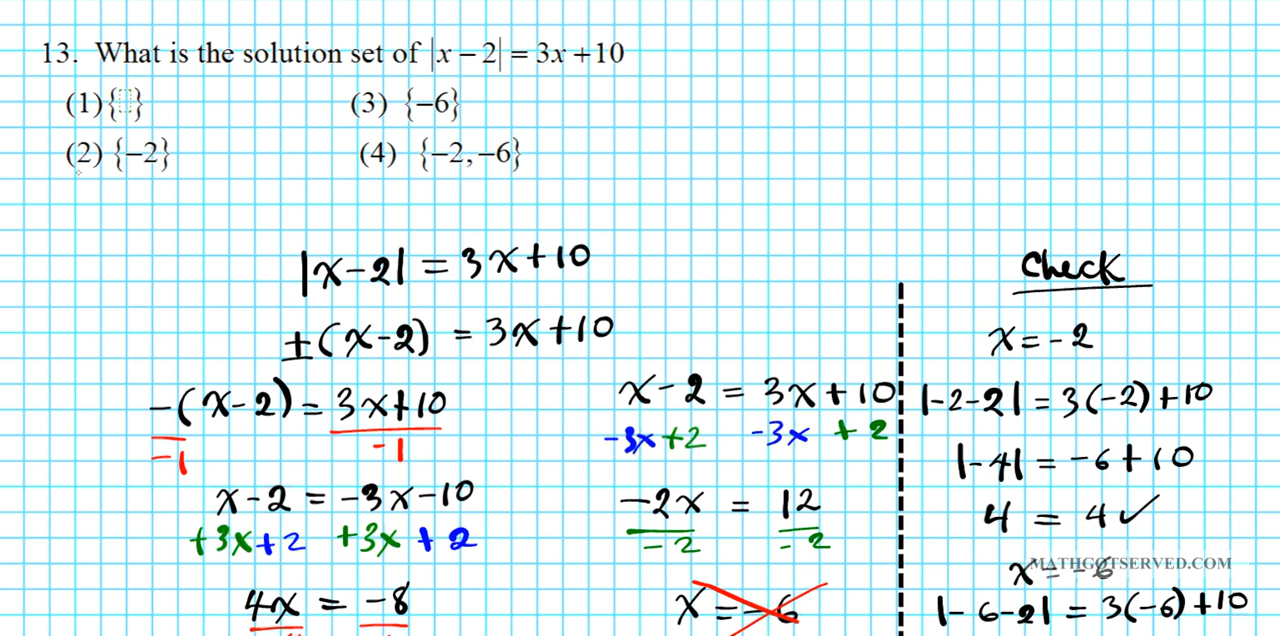 13. What is the solution set of |x − 2| = 3x + 10
(1) { }
(3) {−6}
(2) {−2}
(4) {−2, −6}
|x−2| = 3x+10
±(x−2) = 3x+10
−(x−2) = 3x+10
−1 −1
x−2 = −3x−10
+3x+2 +3x+2
4x = −8
x−2 = 3x+10
−3x+2 −3x+2
−2x = 12
−2 −2
x = −6
Check
x = −2
|−2−2| = 3(−2)+10
|−4| = −6+10
4 = 4 ✓
x = −6
MATHGOTSERVED.COM
|−6−2| = 3(−6)+10